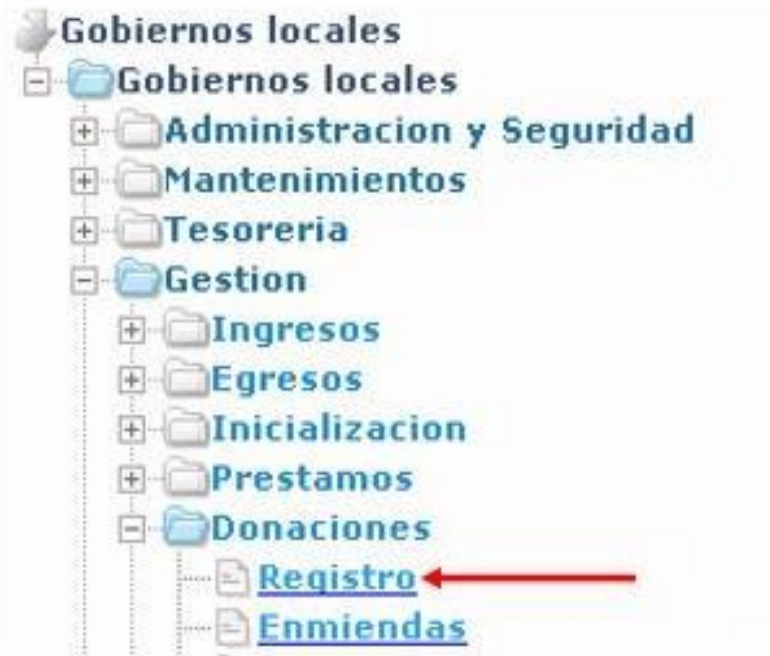 Gobiernos locales
Gobiernos locales
Administracion y Seguridad
Mantenimientos
Tesoreria
Gestion
Ingresos
Egresos
Inicializacion
Prestamos
Donaciones
Registro
Enmiendas